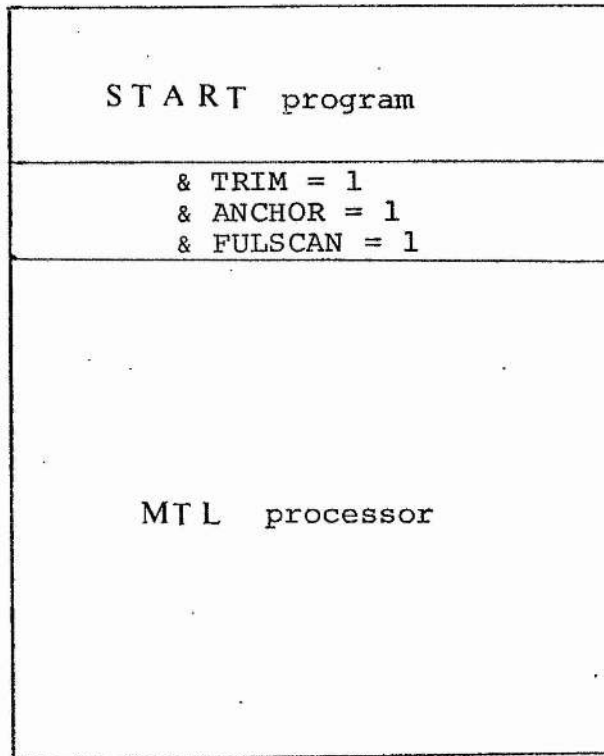 START program
& TRIM = 1
& ANCHOR = 1
& FULSCAN = 1
MTL processor